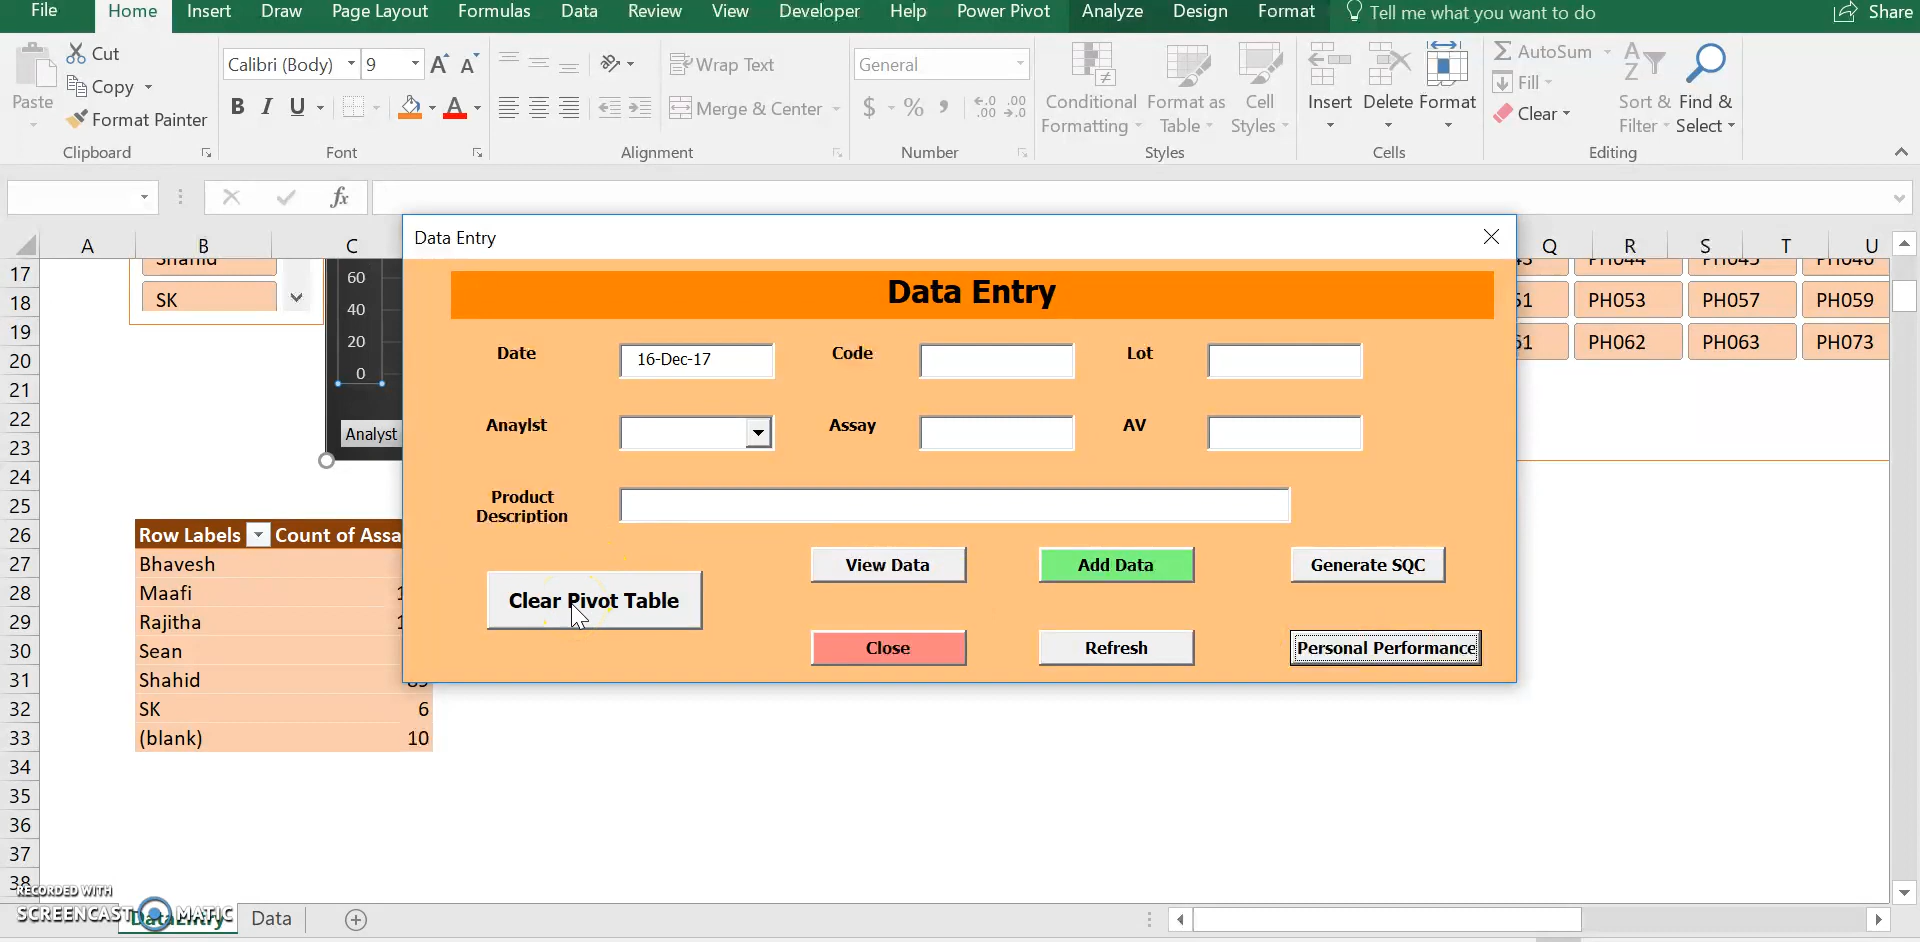 File Home Insert Draw Page Layout Formulas Data Review View Developer Help Power Pivot Analyze Design Format Tell me what you want to do Share
Paste
Cut
Copy
Format Painter
Clipboard
Calibri (Body) 9
B I U
Font
Wrap Text
Merge & Center
Alignment
General
$ %
Number
Conditional Formatting
Format as Table
Cell Styles
Styles
Insert Delete Format
Cells
AutoSum
Fill
Clear
Sort & Filter
Find & Select
Editing
fx
A B C Q R S T U
17 Shahid 60
18 SK 40 PH053 PH057 PH059
19 20
20 0 PH062 PH063 PH073
21
22
23 Analyst
24
25
26 Row Labels Count of Assa
27 Bhavesh
28 Maafi
29 Rajitha
30 Sean
31 Shahid
32 SK 6
33 (blank) 10
34
35
36
37
38
Data Entry
Data Entry
Date 16-Dec-17 Code Lot
Anaylst Assay AV
Product
Description
View Data Add Data Generate SQC
Clear Pivot Table
Close Refresh Personal Performance
RECORDED WITH
SCREENCAST MATIC
DataEntry Data